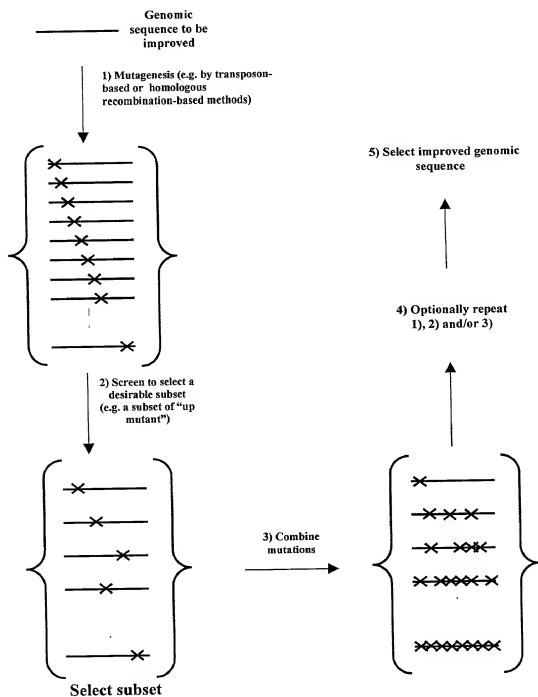 Genomic
sequence to be
improved
1) Mutagenesis (e.g. by transposon-
based or homologous
recombination-based methods)
2) Screen to select a
desirable subset
(e.g. a subset of “up
mutant”)
Select subset
3) Combine
mutations
4) Optionally repeat
1), 2) and/or 3)
5) Select improved genomic
sequence